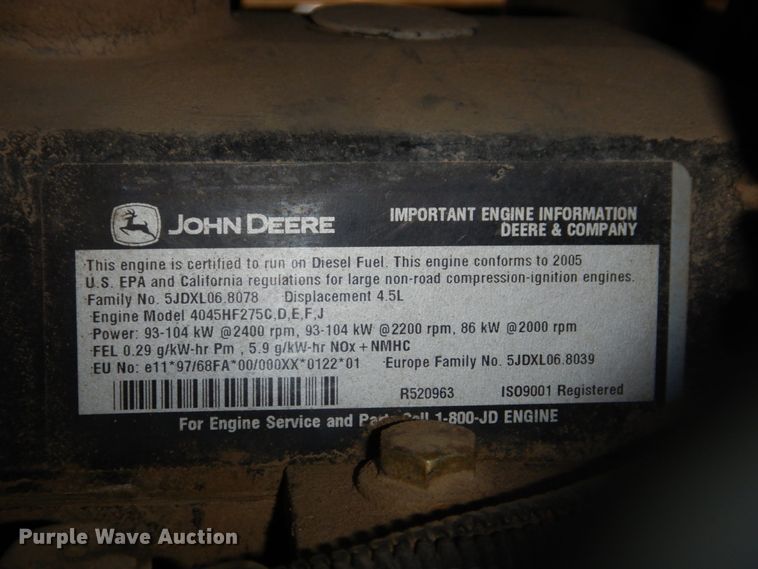 JOHN DEERE
IMPORTANT ENGINE INFORMATION
DEERE & COMPANY
This engine is certified to run on Diesel Fuel. This engine conforms to 2005
U.S. EPA and California regulations for large non-road compression-ignition engines.
Family No. 5JDXL06.8078 Displacement 4.5L
Engine Model 4045HF275C,D,E,F,J
Power: 93-104 kW @2400 rpm, 93-104 kW @2200 rpm, 86 kW @2000 rpm
FEL 0.29 g/kW-hr Pm , 5.9 g/kW-hr NOx + NMHC
EU No: e11*97/68FA*00/000XX*0122*01 Europe Family No. 5JDXL06.8039
R520963 ISO9001 Registered
For Engine Service and Parts Call 1-800-JD ENGINE
Purple Wave Auction